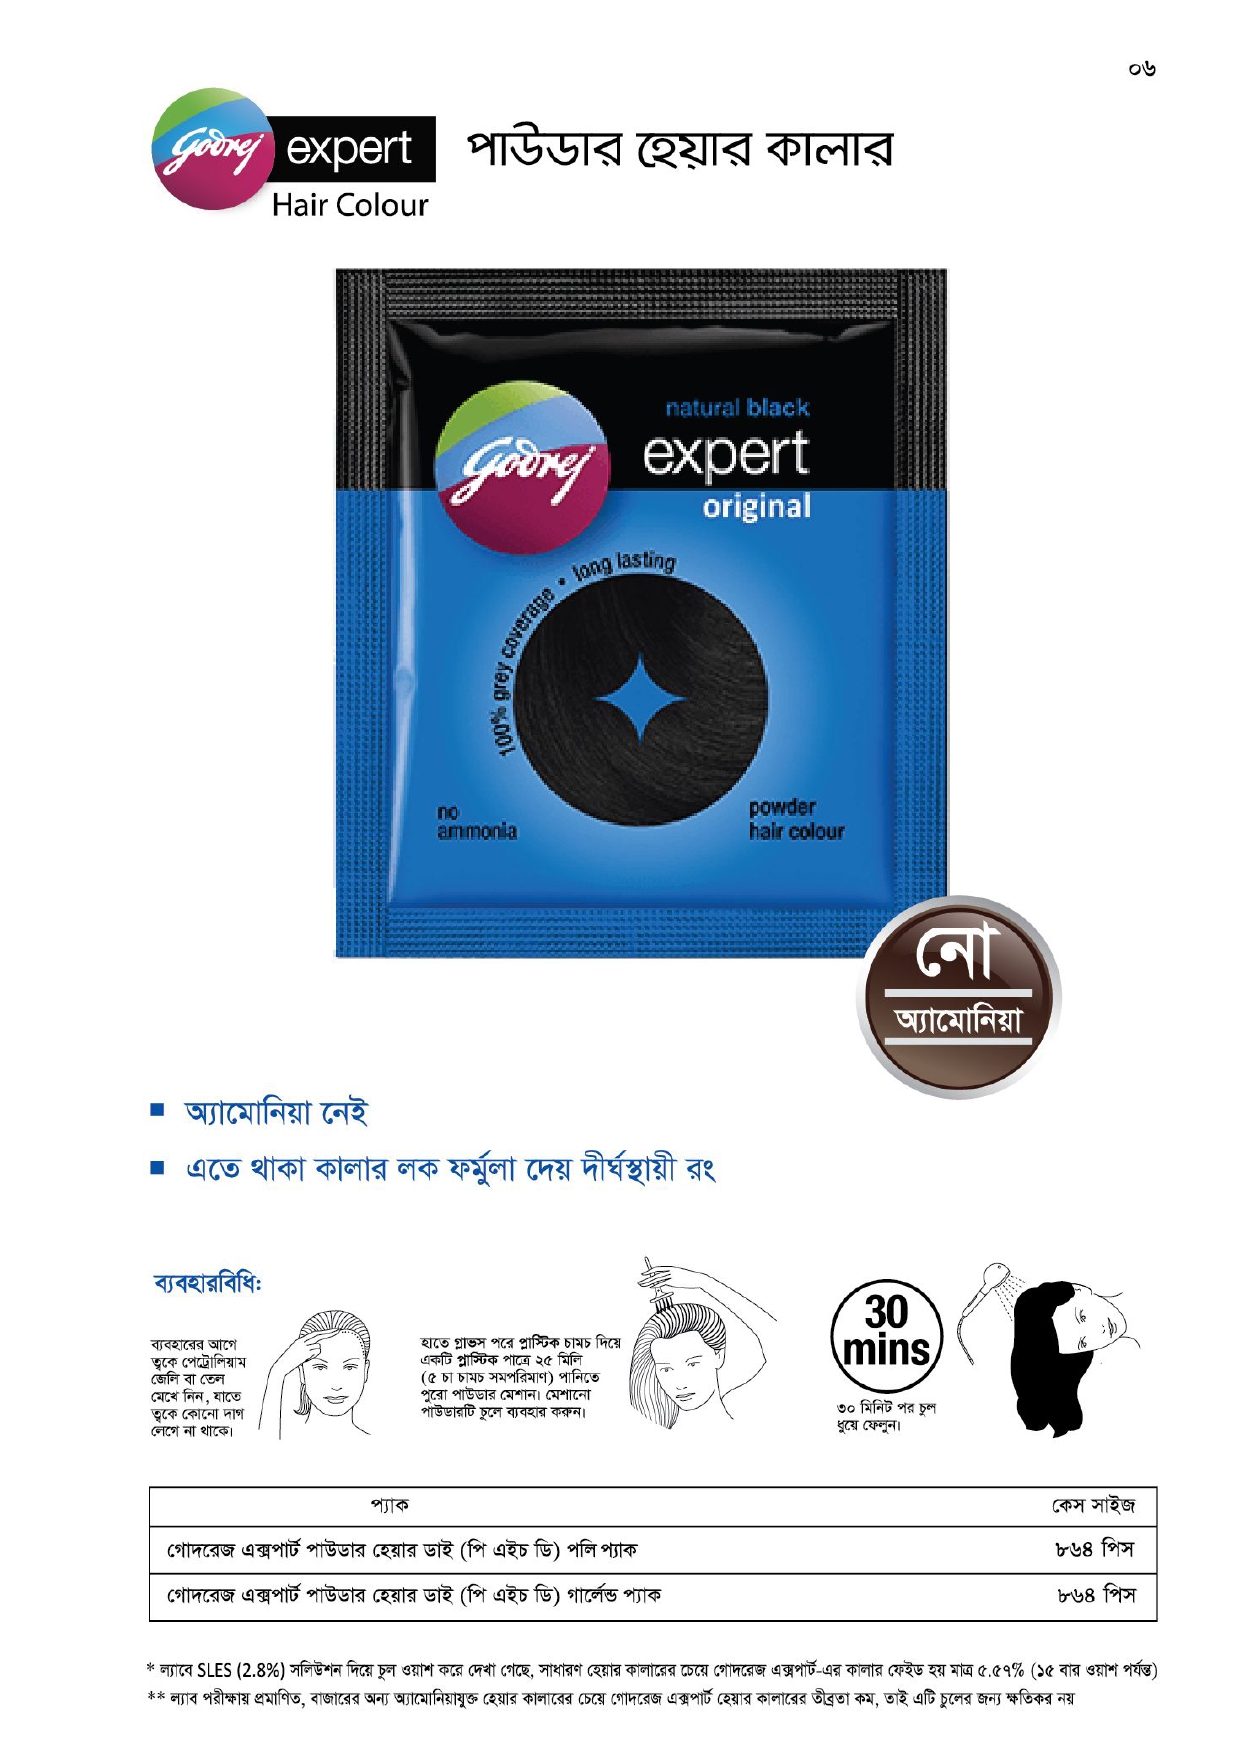 ০৬
Godrej expert পাউডার হেয়ার কালার
Hair Colour
natural black
Godrej expert
original
100% grey coverage • long lasting
no
ammonia
powder
hair colour
নো
অ্যামোনিয়া
■ অ্যামোনিয়া নেই
■ এতে থাকা কালার লক ফর্মুলা দেয় দীর্ঘস্থায়ী রং
ব্যবহারবিধি:
ব্যবহারের আগে
ত্বকে পেট্রোলিয়াম
জেলি বা তেল
মেখে নিন, যাতে
ত্বকে কোনো দাগ
লেগে না থাকে।
হাতে গ্লাভস পরে প্লাস্টিক চামচ দিয়ে
একটি প্লাস্টিক পাত্রে ২৫ মিলি
(৫ চা চামচ সমপরিমাণ) পানিতে
পুরো পাউডার মেশান। মেশানো
পাউডারটি চুলে ব্যবহার করুন।
30
mins
৩০ মিনিট পর চুল
ধুয়ে ফেলুন।
প্যাক কেস সাইজ
গোদরেজ এক্সপার্ট পাউডার হেয়ার ডাই (পি এইচ ডি) পলি প্যাক ৮৬৪ পিস
গোদরেজ এক্সপার্ট পাউডার হেয়ার ডাই (পি এইচ ডি) গার্লেন্ড প্যাক ৮৬৪ পিস
* ল্যাবে SLES (2.8%) সলিউশন দিয়ে চুল ওয়াশ করে দেখা গেছে, সাধারণ হেয়ার কালারের চেয়ে গোদরেজ এক্সপার্ট-এর কালার ফেইড হয় মাত্র ৫.৫৭% (১৫ বার ওয়াশ পর্যন্ত)
** ল্যাব পরীক্ষায় প্রমাণিত, বাজারের অন্য অ্যামোনিয়াযুক্ত হেয়ার কালারের চেয়ে গোদরেজ এক্সপার্ট হেয়ার কালারের তীব্রতা কম, তাই এটি চুলের জন্য ক্ষতিকর নয়